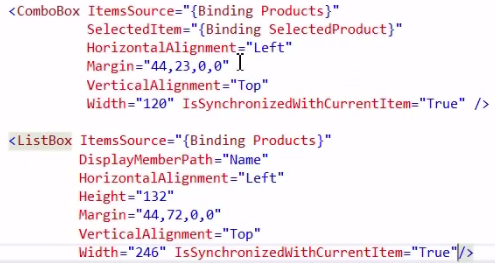 <ComboBox ItemsSource="{Binding Products}"
SelectedItem="{Binding SelectedProduct}"
HorizontalAlignment="Left"
Margin="44,23,0,0"
VerticalAlignment="Top"
Width="120" IsSynchronizedWithCurrentItem="True" />
<ListBox ItemsSource="{Binding Products}"
DisplayMemberPath="Name"
HorizontalAlignment="Left"
Height="132"
Margin="44,72,0,0"
VerticalAlignment="Top"
Width="246" IsSynchronizedWithCurrentItem="True"/>